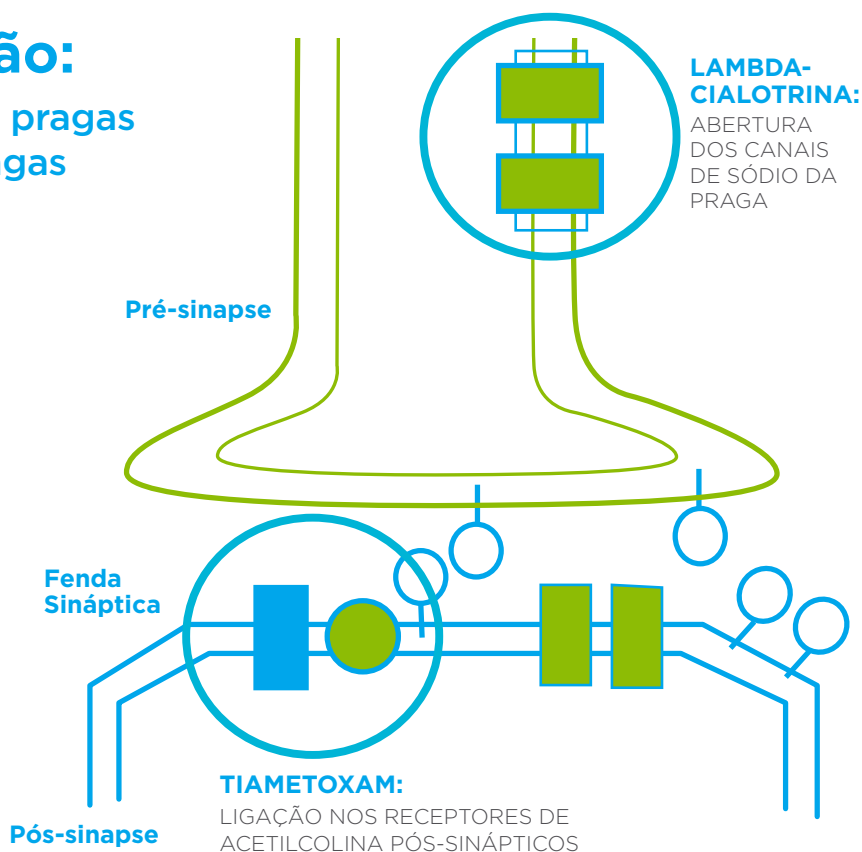 ão:
pragas
gas
LAMBDA-
CIALOTRINA:
ABERTURA
DOS CANAIS
DE SÓDIO DA
PRAGA
Pré-sinapse
Fenda
Sináptica
TIAMETOXAM:
LIGAÇÃO NOS RECEPTORES DE
ACETILCOLINA PÓS-SINÁPTICOS
Pós-sinapse